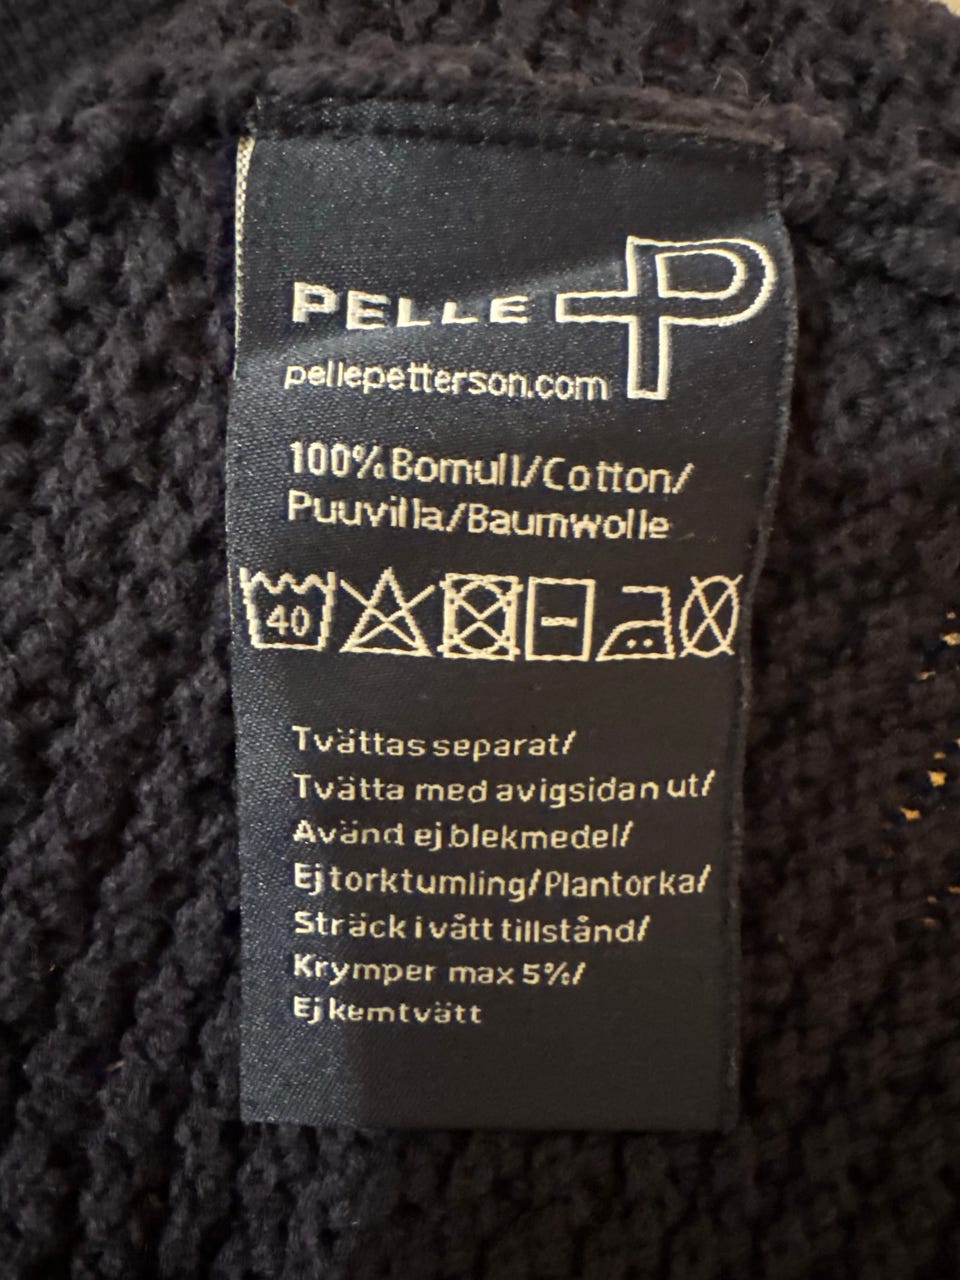 PELLE P
pellepetterson.com
100% Bomull/Cotton/
Puuvilla/Baumwolle
40
Tvättas separat/
Tvätta med avigsidan ut/
Avänd ej blekmedel/
Ej torktumling/Plantorka/
Sträck i vått tillstånd/
Krymper max 5%/
Ej kemtvätt